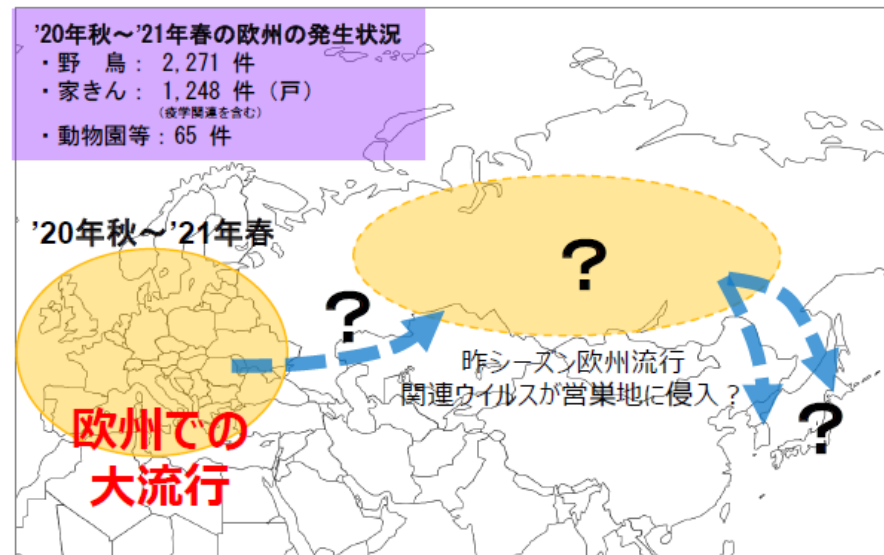 '20年秋～'21年春の欧州の発生状況
・野　鳥： 2,271 件
・家きん： 1,248 件（戸）
（疫学関連を含む）
・動物園等：65 件
'20年秋～'21年春
?
?
昨シーズン欧州流行
関連ウイルスが営巣地に侵入？
?
欧州での
大流行